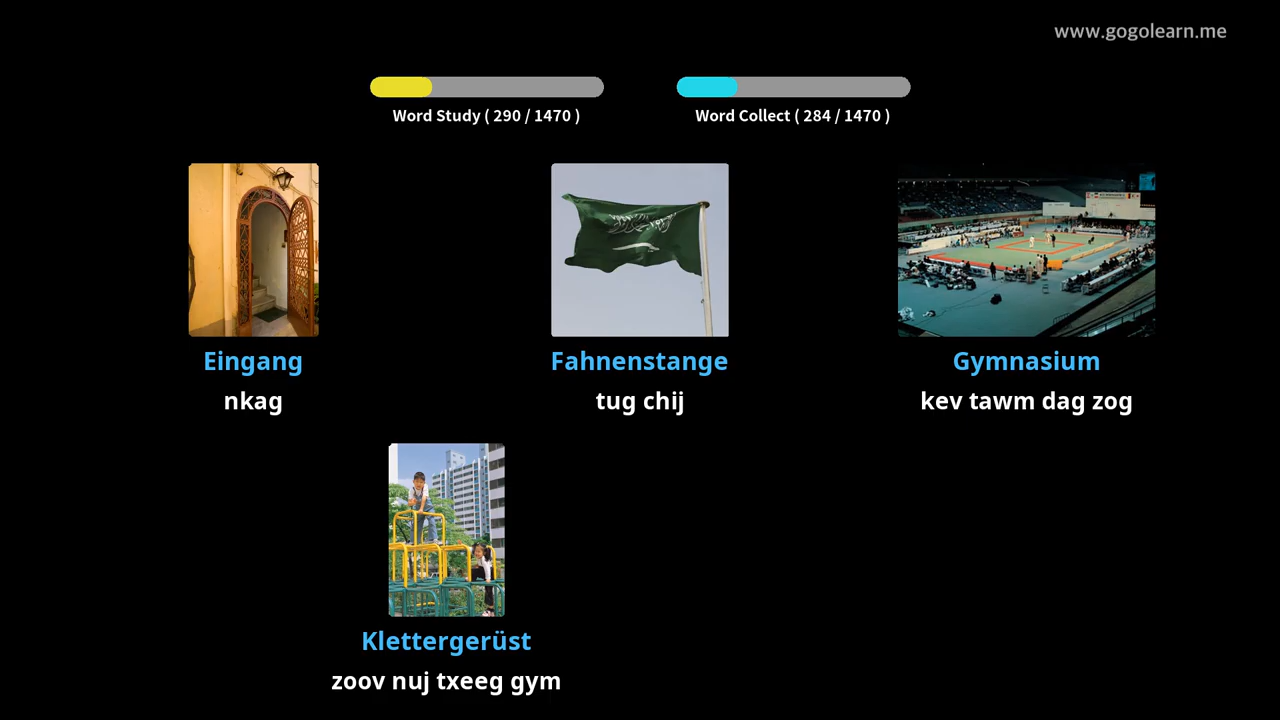 www.gogolearn.me
Word Study ( 290 / 1470 )
Word Collect ( 284 / 1470 )
Eingang
nkag
Fahnenstange
tug chij
Gymnasium
kev tawm dag zog
Klettergerüst
zoov nuj txeeg gym